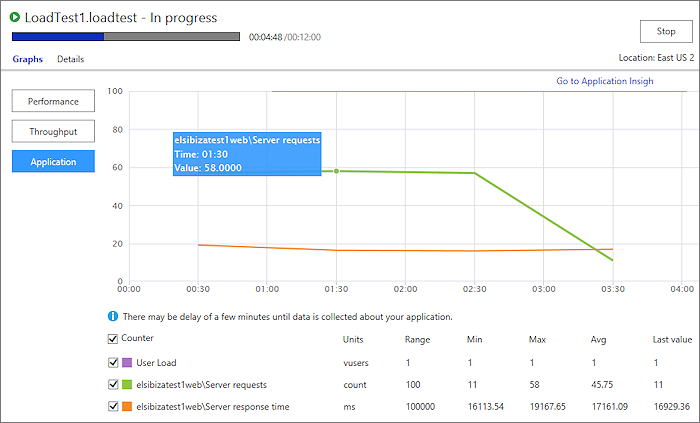 LoadTest1.loadtest - In progress
00:04:48 /00:12:00
Stop
Graphs Details
Location: East US 2
Go to Application Insigh
Performance
Throughput
Application
100
80
60
40
20
0
elsibizatest1web\Server requests
Time: 01:30
Value: 58.0000
00:00 00:30 01:00 01:30 02:00 02:30 03:00 03:30 04:00
There may be delay of a few minutes until data is collected about your application.
Counter Units Range Min Max Avg Last value
User Load vusers 1 1 1 1 1
elsibizatest1web\Server requests count 100 11 58 45.75 11
elsibizatest1web\Server response time ms 100000 16113.54 19167.65 17161.09 16929.36